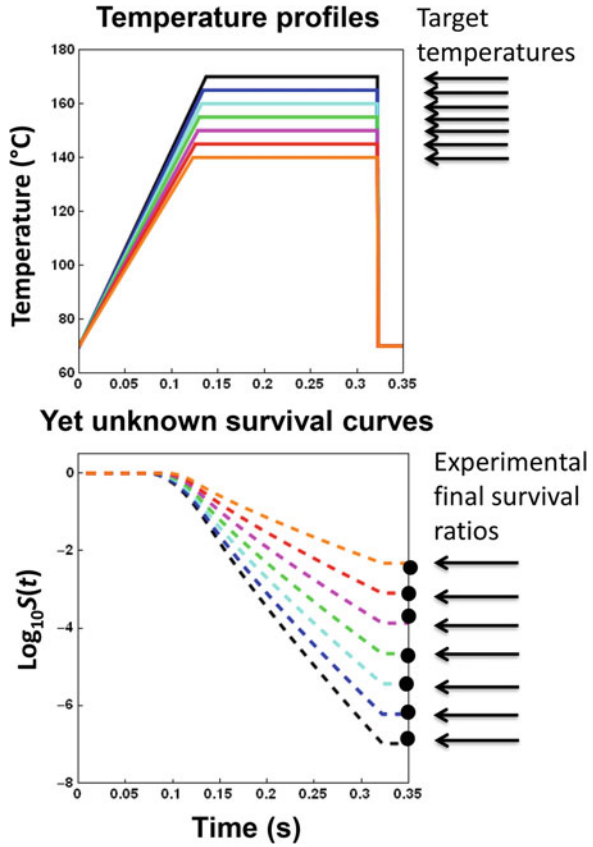 Temperature profiles
Target
temperatures
Temperature (°C)
180
160
140
120
100
80
60
0 0.05 0.1 0.15 0.2 0.25 0.3 0.35
Yet unknown survival curves
Experimental
final survival
ratios
Log10S(t)
0
–2
–4
–6
–8
0 0.05 0.1 0.15 0.2 0.25 0.3 0.35
Time (s)